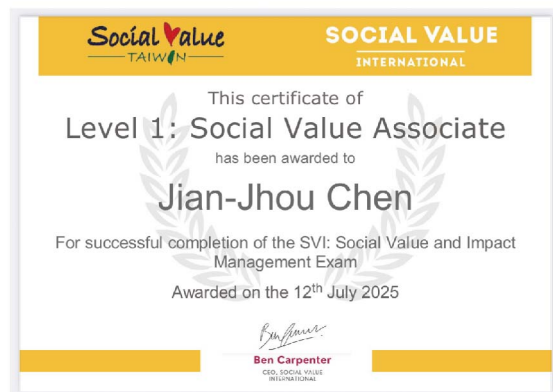 Social Value
TAIWAN
SOCIAL VALUE
INTERNATIONAL
This certificate of
Level 1: Social Value Associate
has been awarded to
Jian-Jhou Chen
For successful completion of the SVI: Social Value and Impact
Management Exam
Awarded on the 12th July 2025
Ben Carpenter
CEO, SOCIAL VALUE
INTERNATIONAL